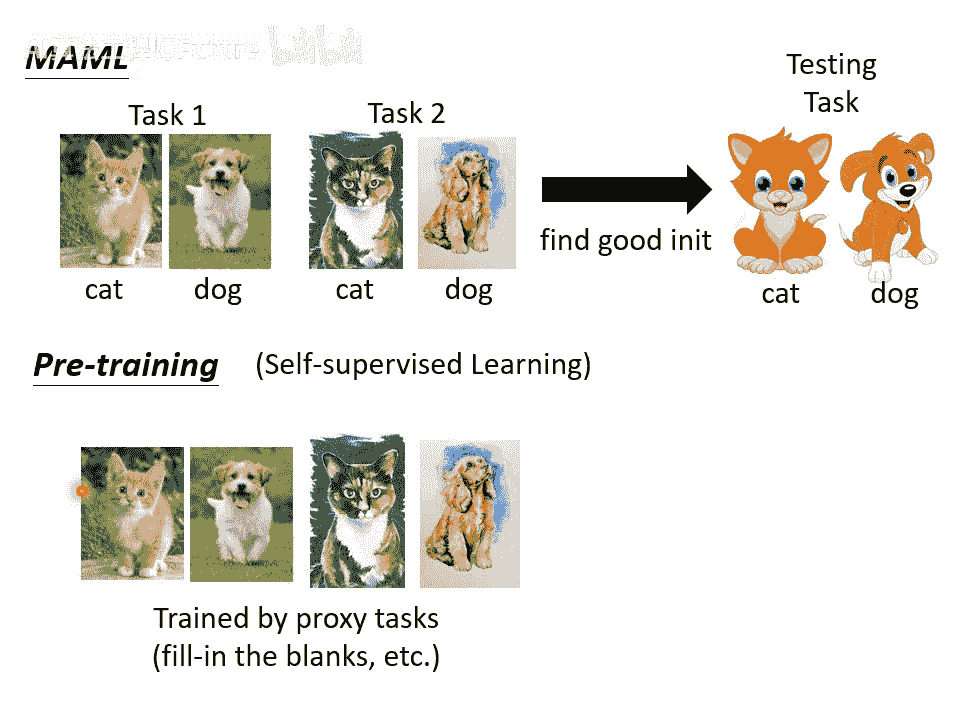 MAML
Task 1
Task 2
Testing
Task
cat
dog
cat
dog
find good init
cat
dog
Pre-training (Self-supervised Learning)
Trained by proxy tasks
(fill-in the blanks, etc.)